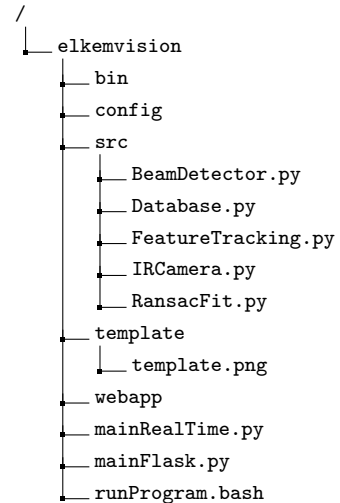 /
elkemvision
bin
config
src
BeamDetector.py
Database.py
FeatureTracking.py
IRCamera.py
RansacFit.py
template
template.png
webapp
mainRealTime.py
mainFlask.py
runProgram.bash